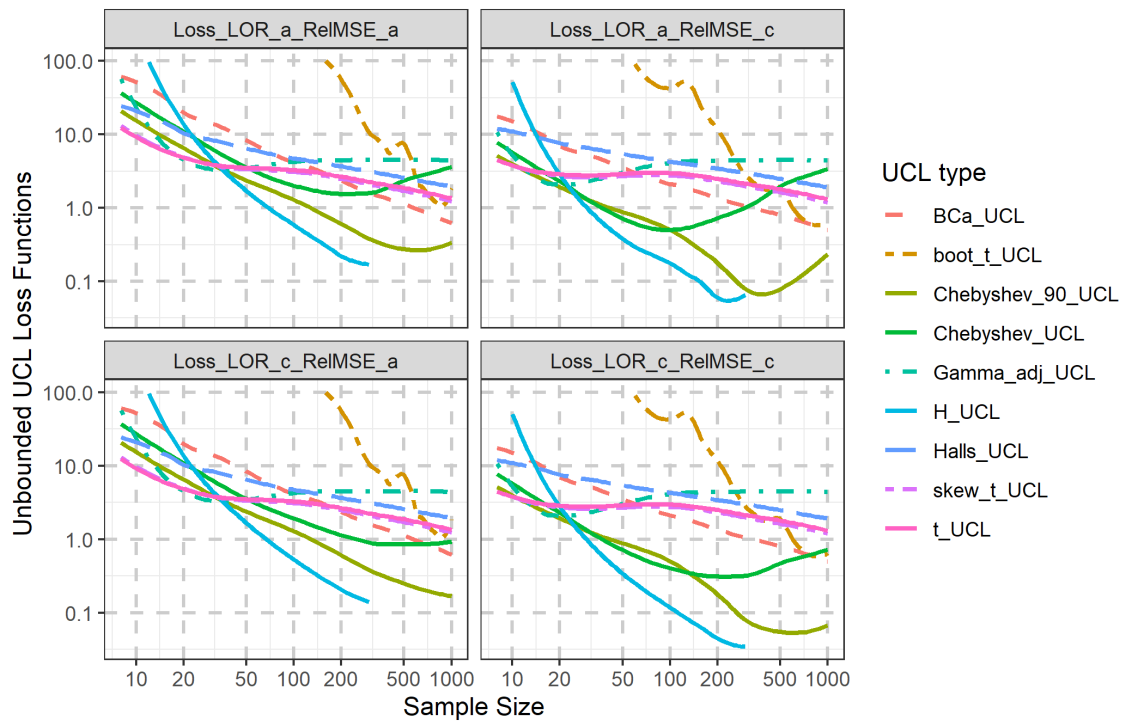 Loss_LOR_a_RelMSE_a
Loss_LOR_a_RelMSE_c
100.0
10.0
1.0
0.1
Loss_LOR_c_RelMSE_a
Loss_LOR_c_RelMSE_c
100.0
10.0
1.0
0.1
10 20 50 100 200 500 1000
10 20 50 100 200 500 1000
Sample Size
Unbounded UCL Loss Functions
UCL type
BCa_UCL
boot_t_UCL
Chebyshev_90_UCL
Chebyshev_UCL
Gamma_adj_UCL
H_UCL
Halls_UCL
skew_t_UCL
t_UCL